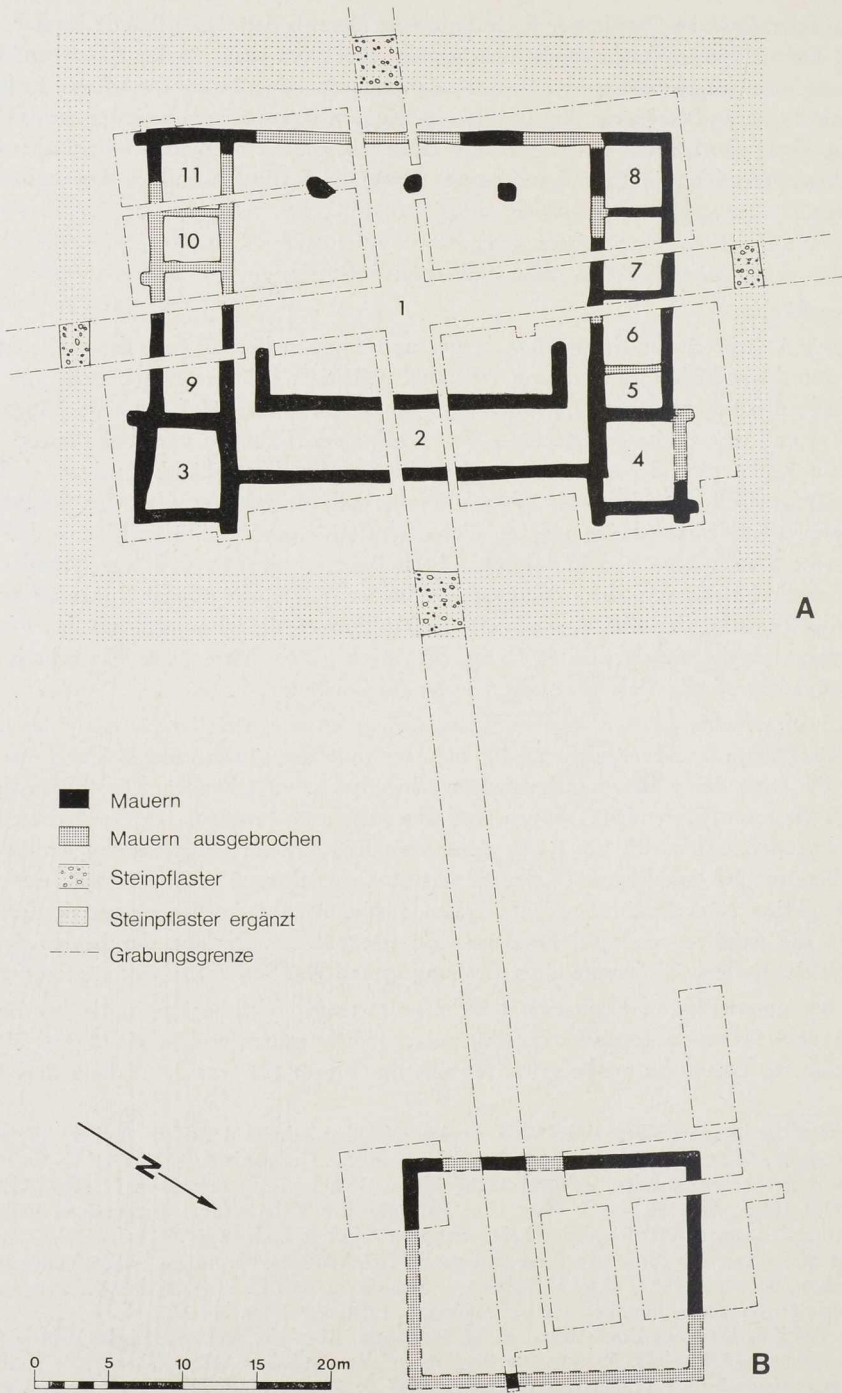 11
8
10
7
1
6
9
5
2
3
4
A
Mauern
Mauern ausgebrochen
Steinpflaster
Steinpflaster ergänzt
Grabungsgrenze
N
0 5 10 15 20m
B